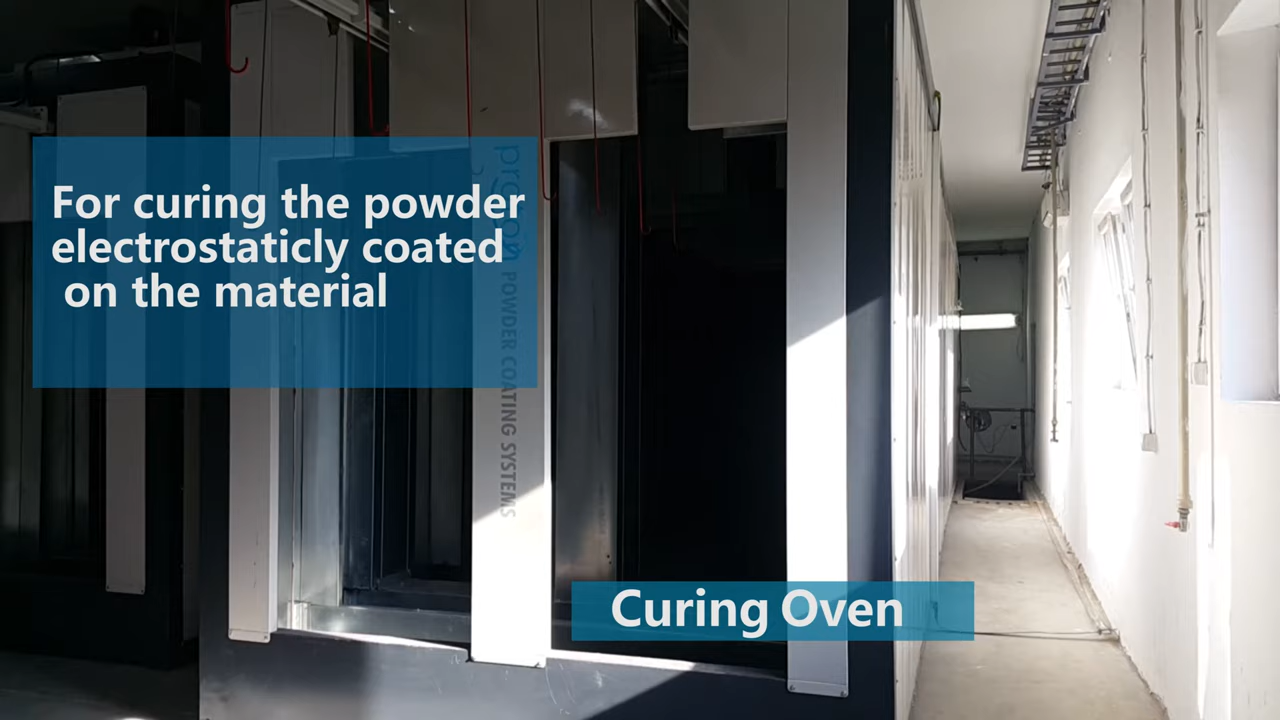 For curing the powder
electrostaticly coated
on the material
POWDER COATING SYSTEMS
Curing Oven